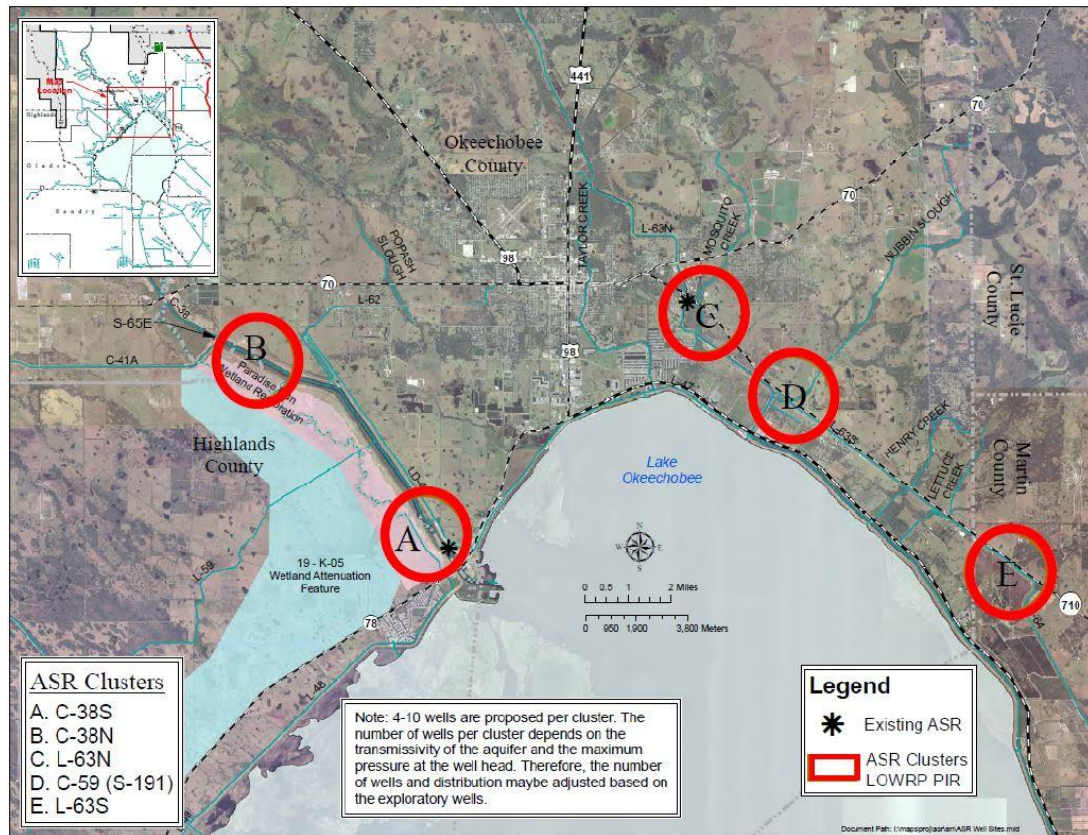 Map
Location
Highlands
Hendry
441
70
Okeechobee
County
L-63N
MOSQUITO
CREEK
TAYLOR CREEK
NUBBIN SLOUGH
70
98
POPASH
SLOUGH
70
L-62
C-38
S-65E
C-41A
B
C
St. Lucie
County
98
Wetland Restoration
D
L-47
L-63S
HENRY CREEK
LETTUCE
CREEK
Highlands
County
Martin
County
Lake
Okeechobee
A
L-59
W E
S
0 0.5 1 2 Miles
0 950 1,900 3,800 Meters
E
710
19 - K-05
Wetland Attenuation
Feature
78
ASR Clusters
A. C-38S
B. C-38N
C. L-63N
D. C-59 (S-191)
E. L-63S
Note: 4-10 wells are proposed per cluster. The
number of wells per cluster depends on the
transmissivity of the aquifer and the maximum
pressure at the well head. Therefore, the number
of wells and distribution maybe adjusted based on
the exploratory wells.
Legend
Existing ASR
ASR Clusters
LOWRP PIR